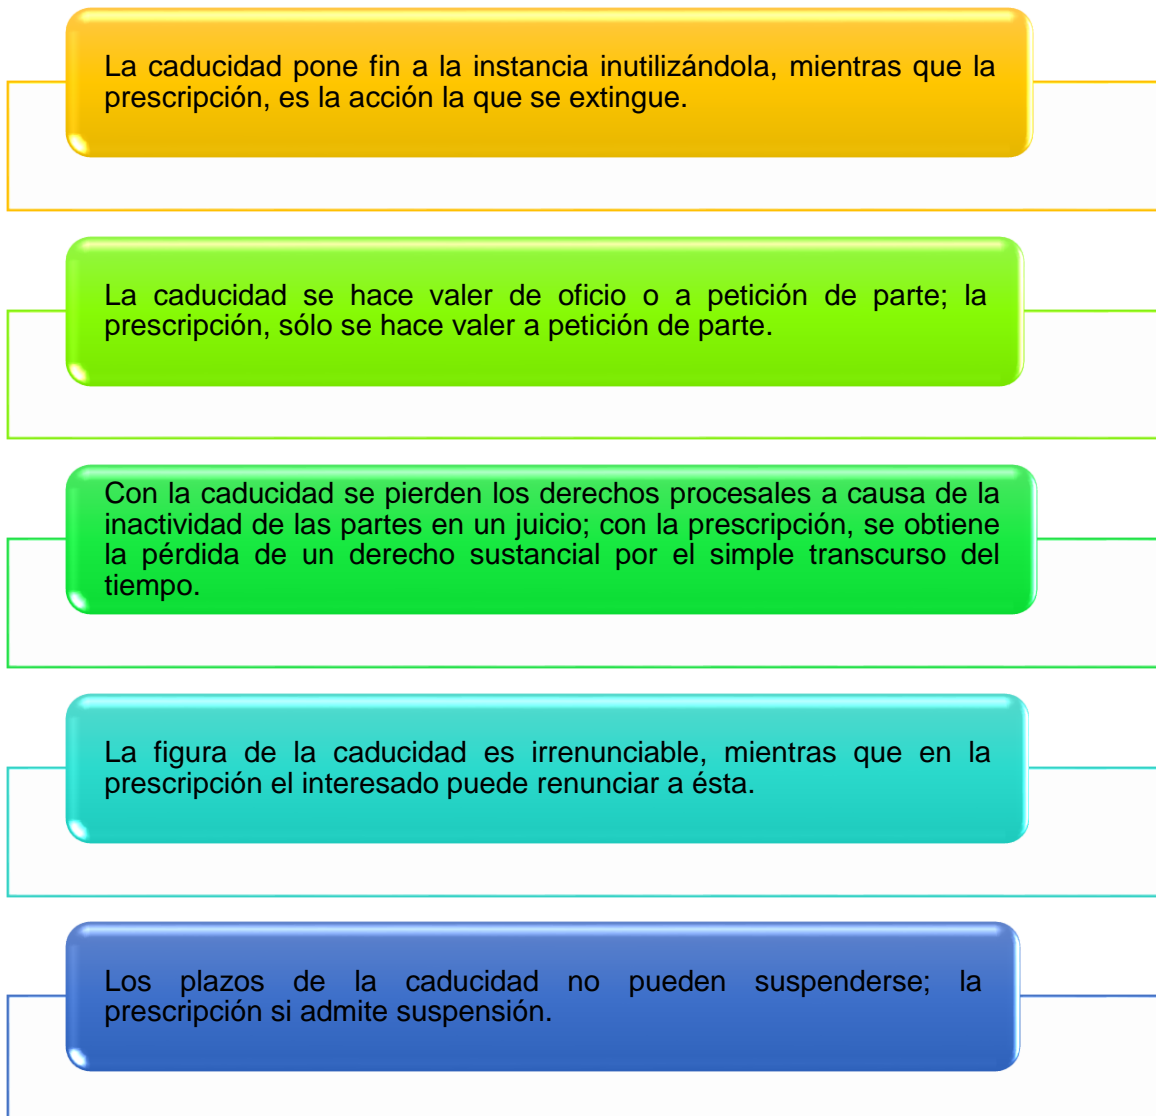 La caducidad pone fin a la instancia inutilizándola, mientras que la
prescripción, es la acción la que se extingue.
La caducidad se hace valer de oficio o a petición de parte; la
prescripción, sólo se hace valer a petición de parte.
Con la caducidad se pierden los derechos procesales a causa de la
inactividad de las partes en un juicio; con la prescripción, se obtiene
la pérdida de un derecho sustancial por el simple transcurso del
tiempo.
La figura de la caducidad es irrenunciable, mientras que en la
prescripción el interesado puede renunciar a ésta.
Los plazos de la caducidad no pueden suspenderse; la
prescripción si admite suspensión.